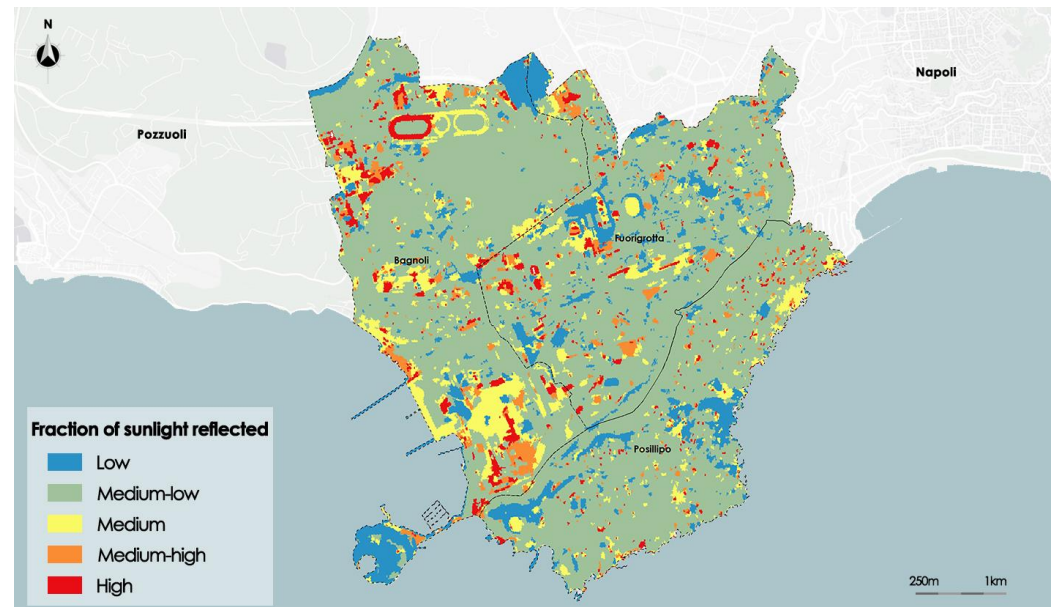 N
Napoli
Pozzuoli
Fuorigrotta
Bagnoli
Posillipo
Fraction of sunlight reflected
Low
Medium-low
Medium
Medium-high
High
250m 1km